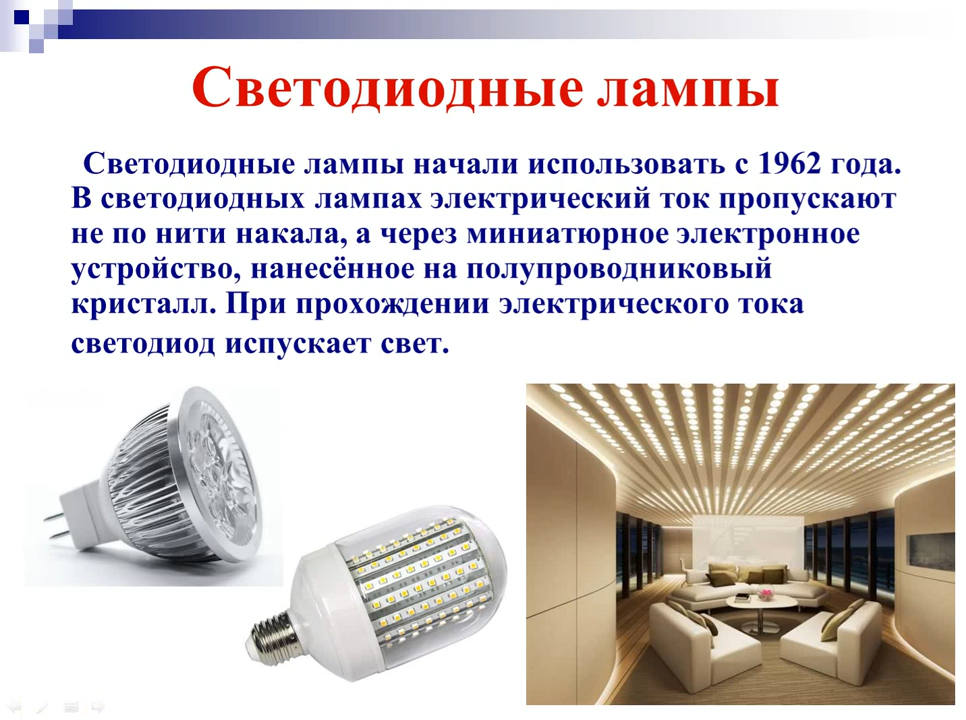 Светодиодные лампы
Светодиодные лампы начали использовать с 1962 года.
В светодиодных лампах электрический ток пропускают
не по нити накала, а через миниатюрное электронное
устройство, нанесённое на полупроводниковый
кристалл. При прохождении электрического тока
светодиод испускает свет.